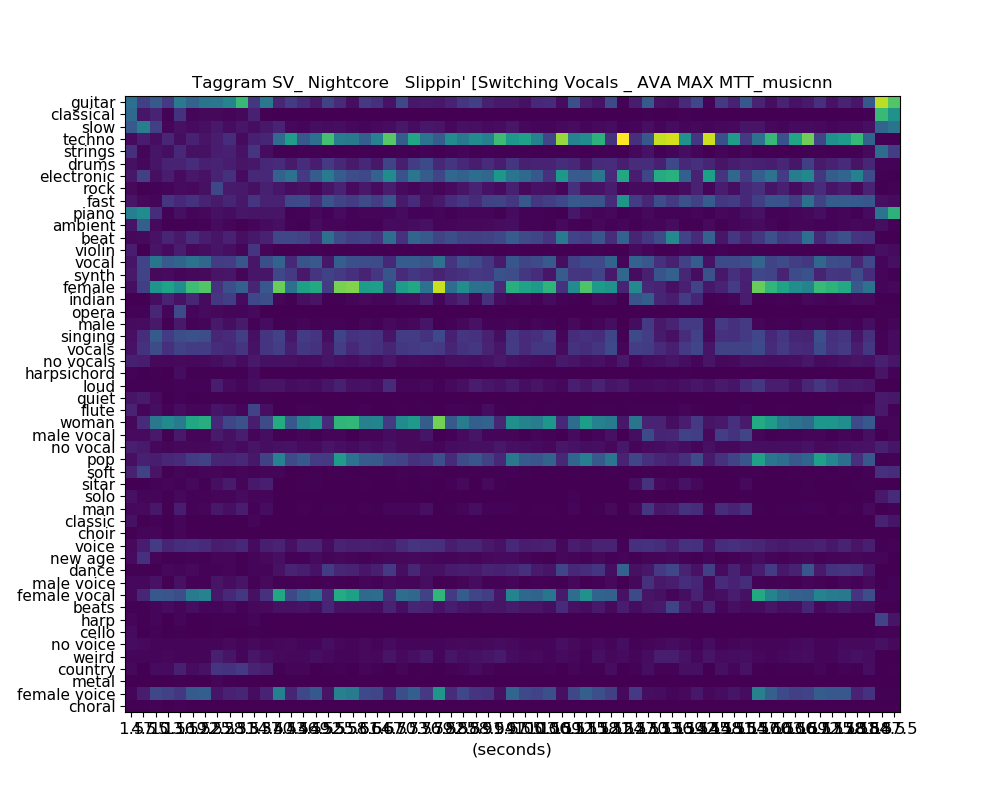 Taggram SV_ Nightcore   Slippin' [Switching Vocals _ AVA MAX MTT_musicnn
guitar
classical
slow
techno
strings
drums
electronic
rock
fast
piano
ambient
beat
violin
vocal
synth
female
indian
opera
male
singing
vocals
no vocals
harpsichord
loud
quiet
flute
woman
male vocal
no vocal
pop
soft
sitar
solo
man
classic
choir
voice
new age
dance
male voice
female vocal
beats
harp
cello
no voice
weird
country
metal
female voice
choral
(seconds)